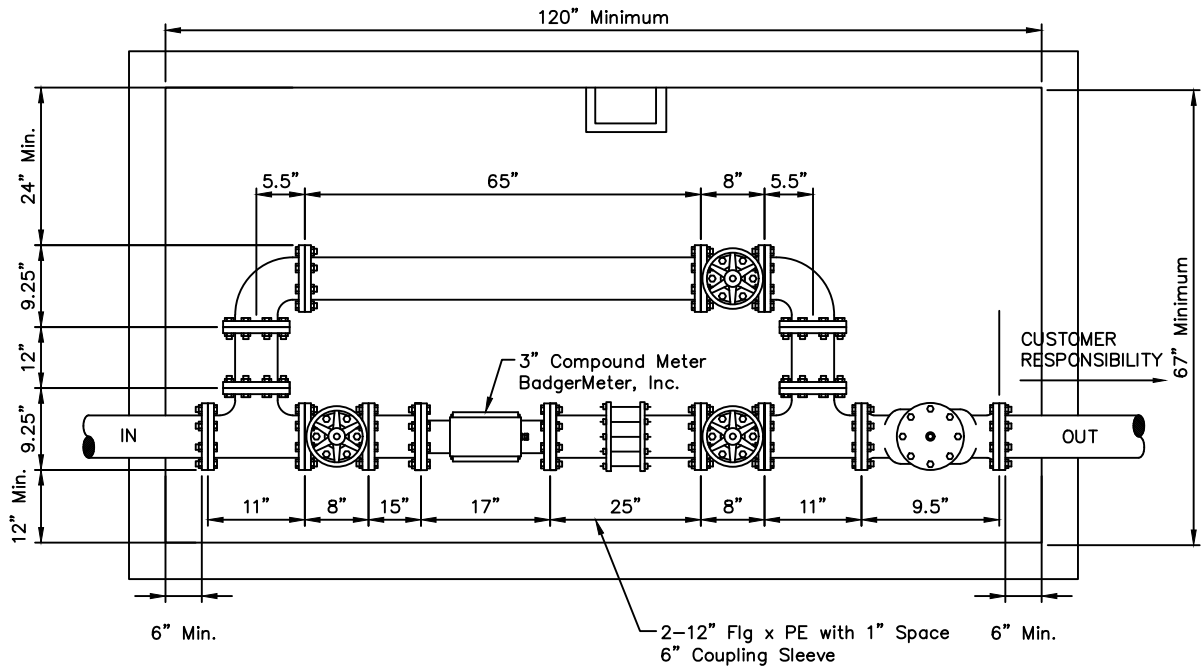 120” Minimum
24” Min.
5.5”
65”
8”
5.5”
9.25”
12”
9.25”
12” Min.
67” Minimum
CUSTOMER
RESPONSIBILITY
3” Compound Meter
BadgerMeter, Inc.
IN
OUT
11”
8”
15”
17”
25”
8”
11”
9.5”
6” Min.
2–12” Flg x PE with 1” Space
6” Coupling Sleeve
6” Min.